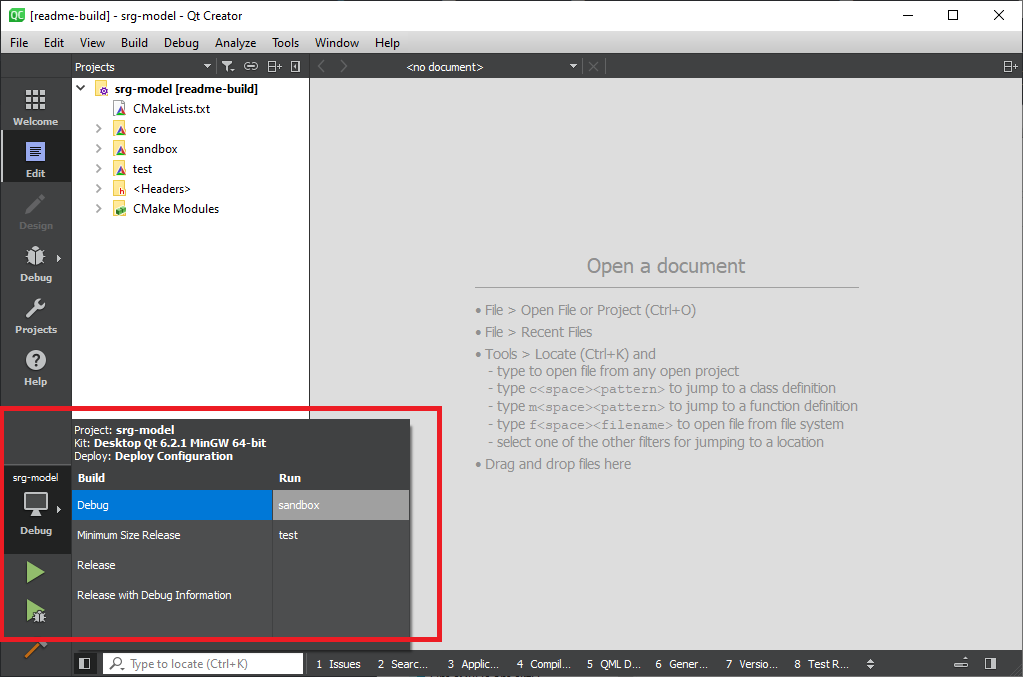 QC [readme-build] - srg-model - Qt Creator
File Edit View Build Debug Analyze Tools Window Help
Projects <no document>
srg-model [readme-build]
CMakeLists.txt
core
sandbox
test
<Headers>
CMake Modules
Welcome
Edit
Design
Debug
Projects
? Help
Open a document
• File > Open File or Project (Ctrl+O)
• File > Recent Files
• Tools > Locate (Ctrl+K) and
- type to open file from any open project
- type c<space><pattern> to jump to a class definition
- type m<space><pattern> to jump to a function definition
- type f<space><filename> to open file from file system
- select one of the other filters for jumping to a location
• Drag and drop files here
Project: srg-model
Kit: Desktop Qt 6.2.1 MinGW 64-bit
Deploy: Deploy Configuration
srg-model
Debug
Build Run
Debug sandbox
Minimum Size Release test
Release
Release with Debug Information
Type to locate (Ctrl+K) 1 Issues 2 Searc... 3 Applic... 4 Compil... 5 QML D... 6 Gener... 7 Versio... 8 Test R...